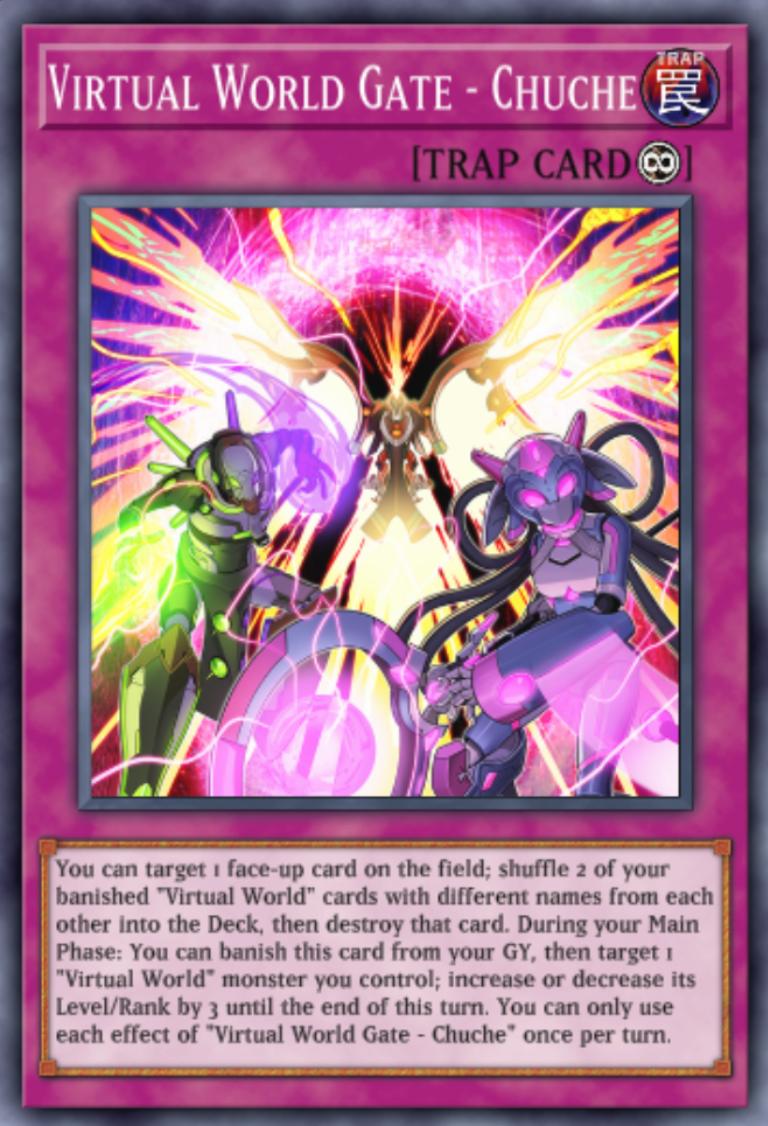 VIRTUAL WORLD GATE - CHUCHE
TRAP
罠
[TRAP CARD ]
You can target 1 face-up card on the field; shuffle 2 of your
banished "Virtual World" cards with different names from each
other into the Deck, then destroy that card. During your Main
Phase: You can banish this card from your GY, then target 1
"Virtual World" monster you control; increase or decrease its
Level/Rank by 3 until the end of this turn. You can only use
each effect of "Virtual World Gate - Chuche" once per turn.